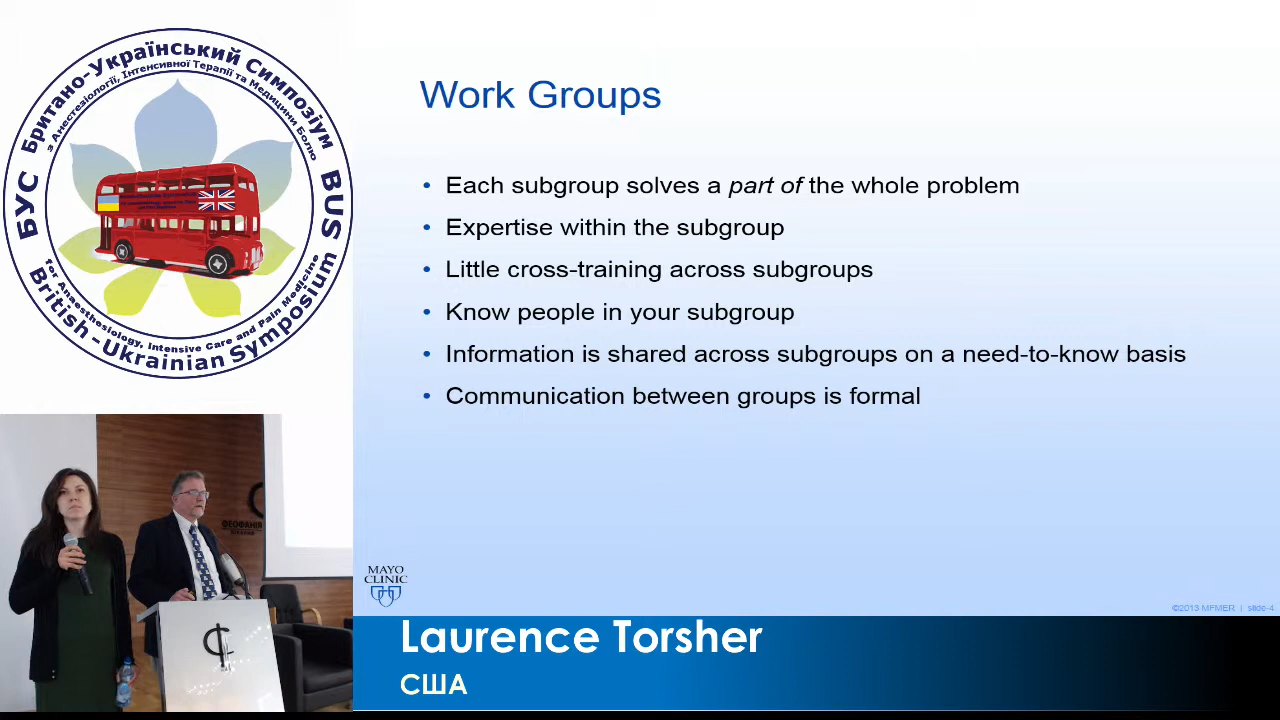 Британо-Український Симпозіум
з Анестезіології, Інтенсивної Терапії та Медицини Болю
БУС
BUS
for Anaesthesiology, Intensive Care and Pain Medicine
British-Ukrainian Symposium
Work Groups
• Each subgroup solves a part of the whole problem
• Expertise within the subgroup
• Little cross-training across subgroups
• Know people in your subgroup
• Information is shared across subgroups on a need-to-know basis
• Communication between groups is formal
ФЕОФАНІЯ
MAYO
CLINIC
©2013 MFMER | slide-4
Laurence Torsher
США